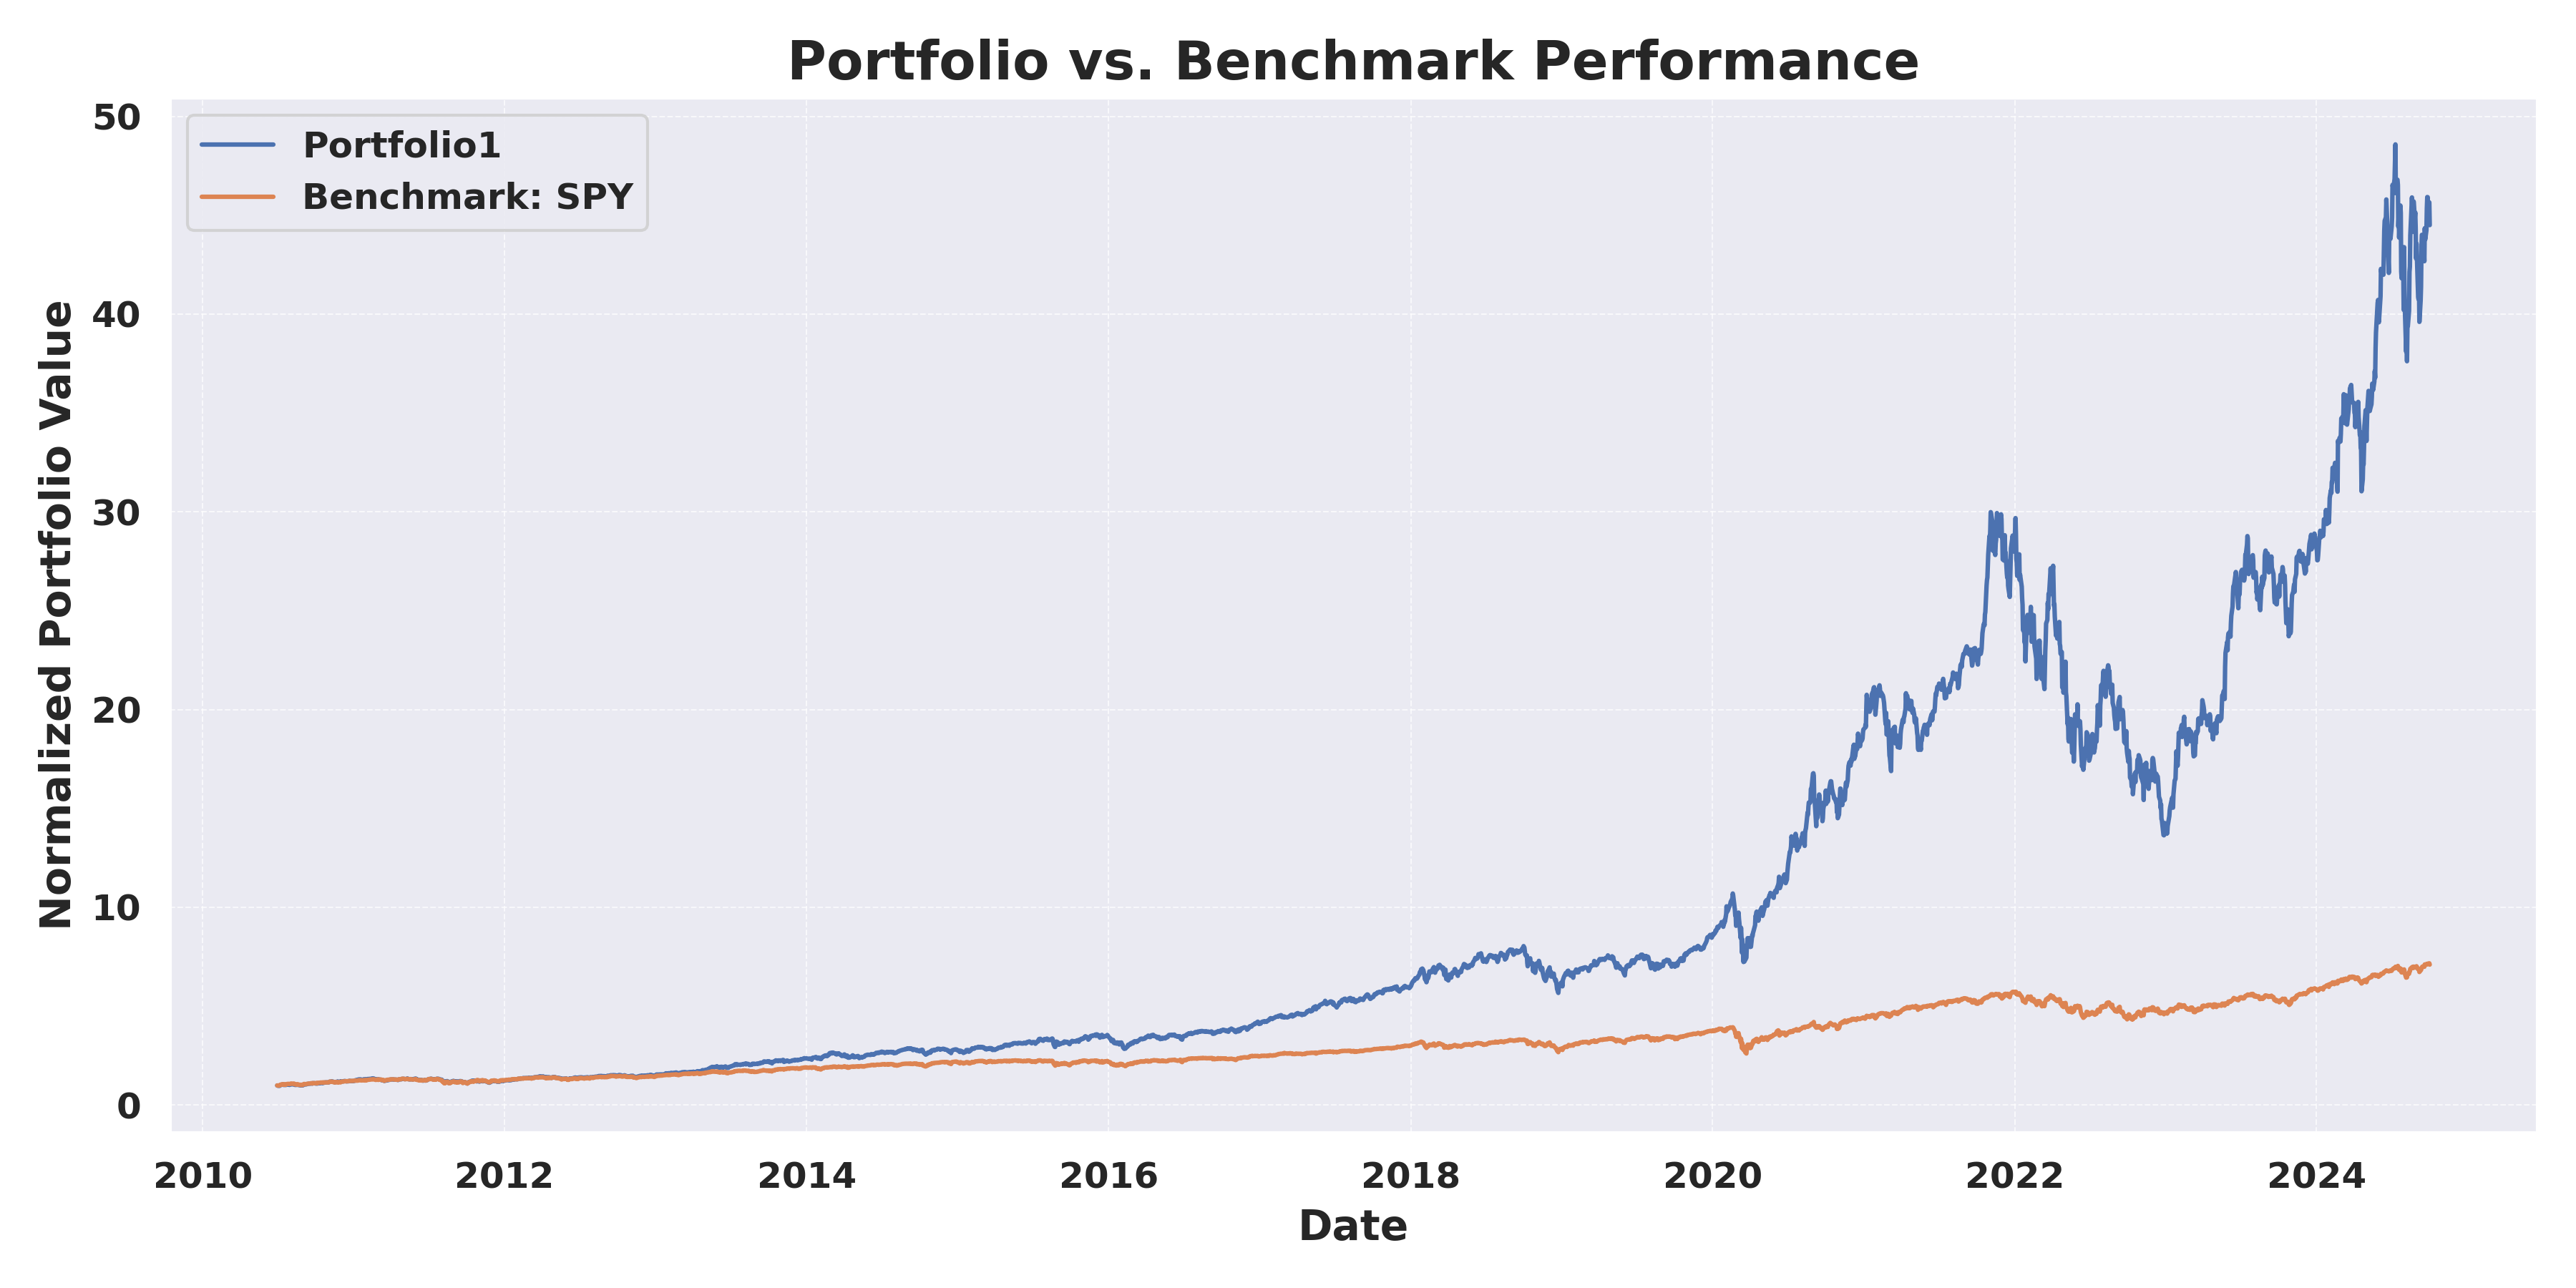 Portfolio vs. Benchmark Performance
Portfolio1
Benchmark: SPY
Normalized Portfolio Value
50
40
30
20
10
0
2010 2012 2014 2016 2018 2020 2022 2024
Date